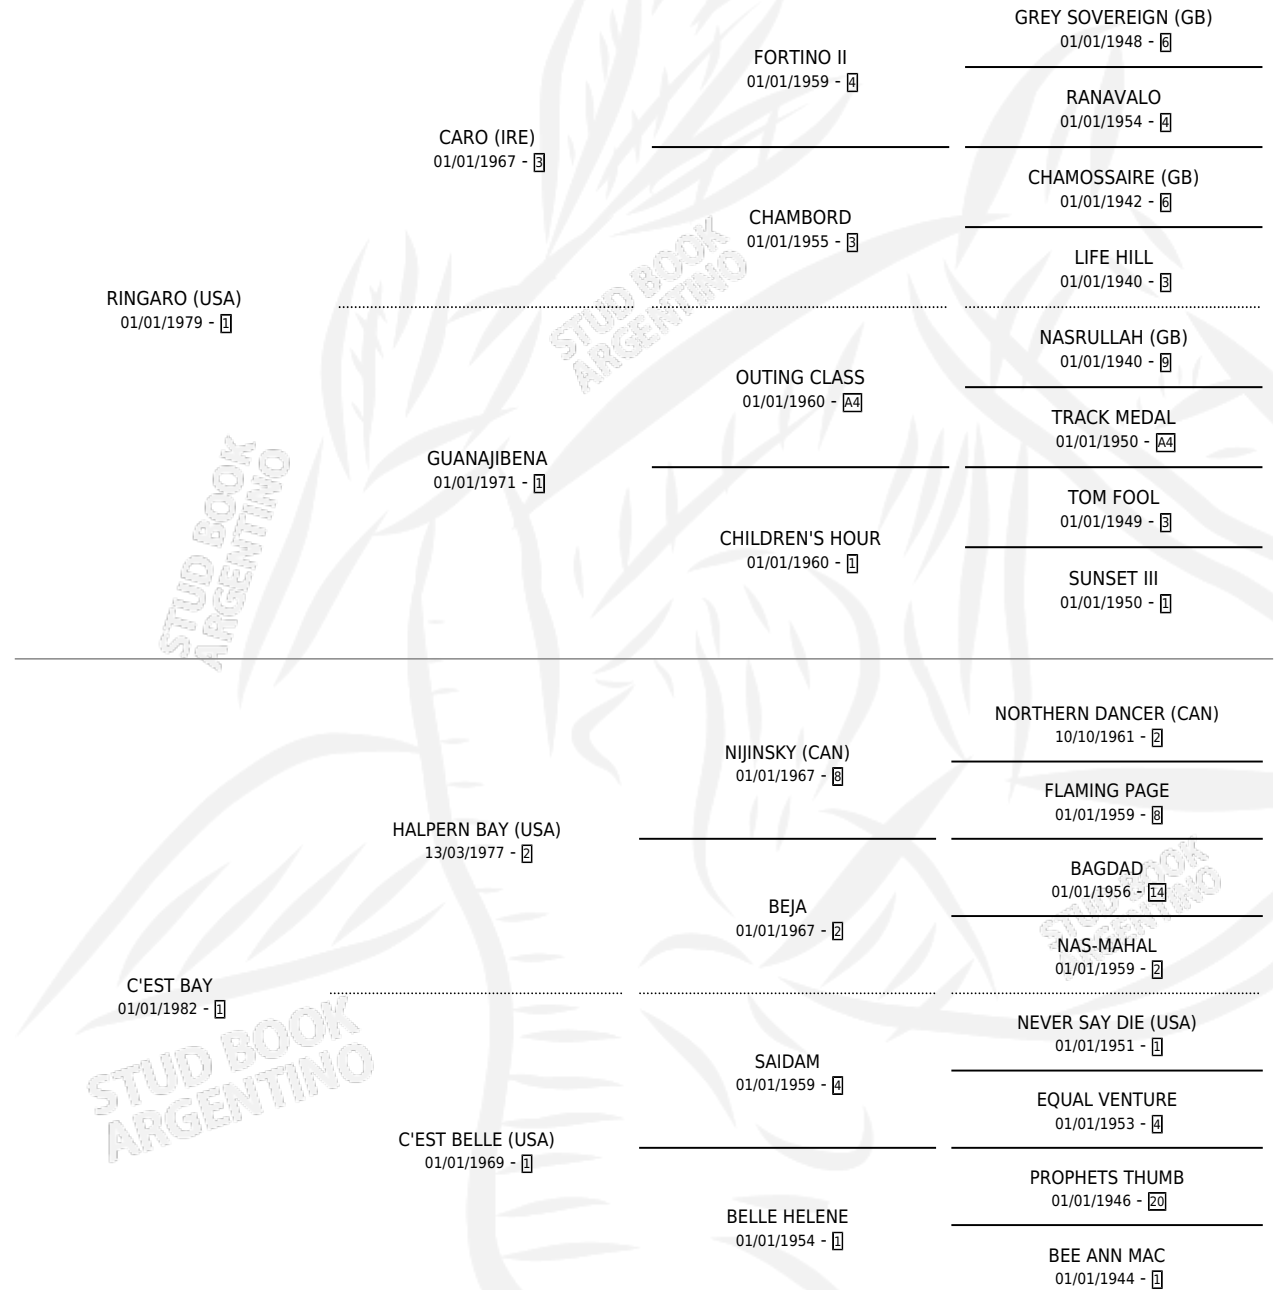 GREY SOVEREIGN (GB)
01/01/1948 - 6
FORTINO II
01/01/1959 - 4
RANAVALO
01/01/1954 - 4
CARO (IRE)
01/01/1967 - 3
CHAMOSSAIRE (GB)
01/01/1942 - 6
CHAMBORD
01/01/1955 - 3
LIFE HILL
01/01/1940 - 3
RINGARO (USA)
01/01/1979 - 1
STUD BOOK
ARGENTINO
NASRULLAH (GB)
01/01/1940 - 9
OUTING CLASS
01/01/1960 - A4
TRACK MEDAL
01/01/1950 - A4
GUANAJIBENA
01/01/1971 - 1
TOM FOOL
01/01/1949 - 3
CHILDREN'S HOUR
01/01/1960 - 1
SUNSET III
01/01/1950 - 1
STUD BOOK
ARGENTINO
NORTHERN DANCER (CAN)
10/10/1961 - 2
NIJINSKY (CAN)
01/01/1967 - 8
FLAMING PAGE
01/01/1959 - 8
HALPERN BAY (USA)
13/03/1977 - 2
BAGDAD
01/01/1956 - 14
BEJA
01/01/1967 - 2
NAS-MAHAL
01/01/1959 - 2
STUD BOOK
ARGENTINO
C'EST BAY
01/01/1982 - 1
NEVER SAY DIE (USA)
01/01/1951 - 1
SAIDAM
01/01/1959 - 4
EQUAL VENTURE
01/01/1953 - 4
STUD BOOK
ARGENTINO
C'EST BELLE (USA)
01/01/1969 - 1
PROPHETS THUMB
01/01/1946 - 20
BELLE HELENE
01/01/1954 - 1
BEE ANN MAC
01/01/1944 - 1